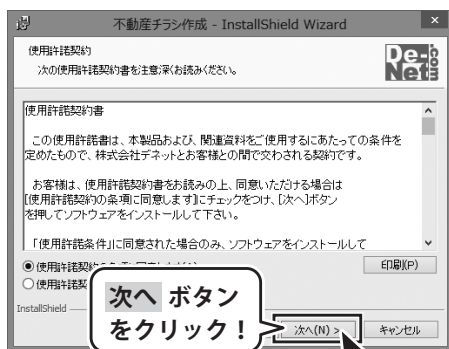 不動産チラシ作成 - InstallShield Wizard
使用許諾契約
次の使用許諾契約書を注意深くお読みください。
De-
Net
.com
使用許諾契約書
この使用許諾書は、本製品および、関連資料をご使用するにあたっての条件を
定めたもので、株式会社デネットとお客様との間で交わされる契約です。
お客様は、使用許諾契約書をお読みの上、同意いただける場合は
[使用許諾契約の条項に同意します]にチェックをつけ、[次へ]ボタン
を押してソフトウェアをインストールして下さい。
「使用許諾条件」に同意された場合のみ、ソフトウェアをインストールして
使用許諾契約
印刷(P)
使用許諾
InstallShield
次へ ボタン
をクリック！
次へ(N) >
キャンセル